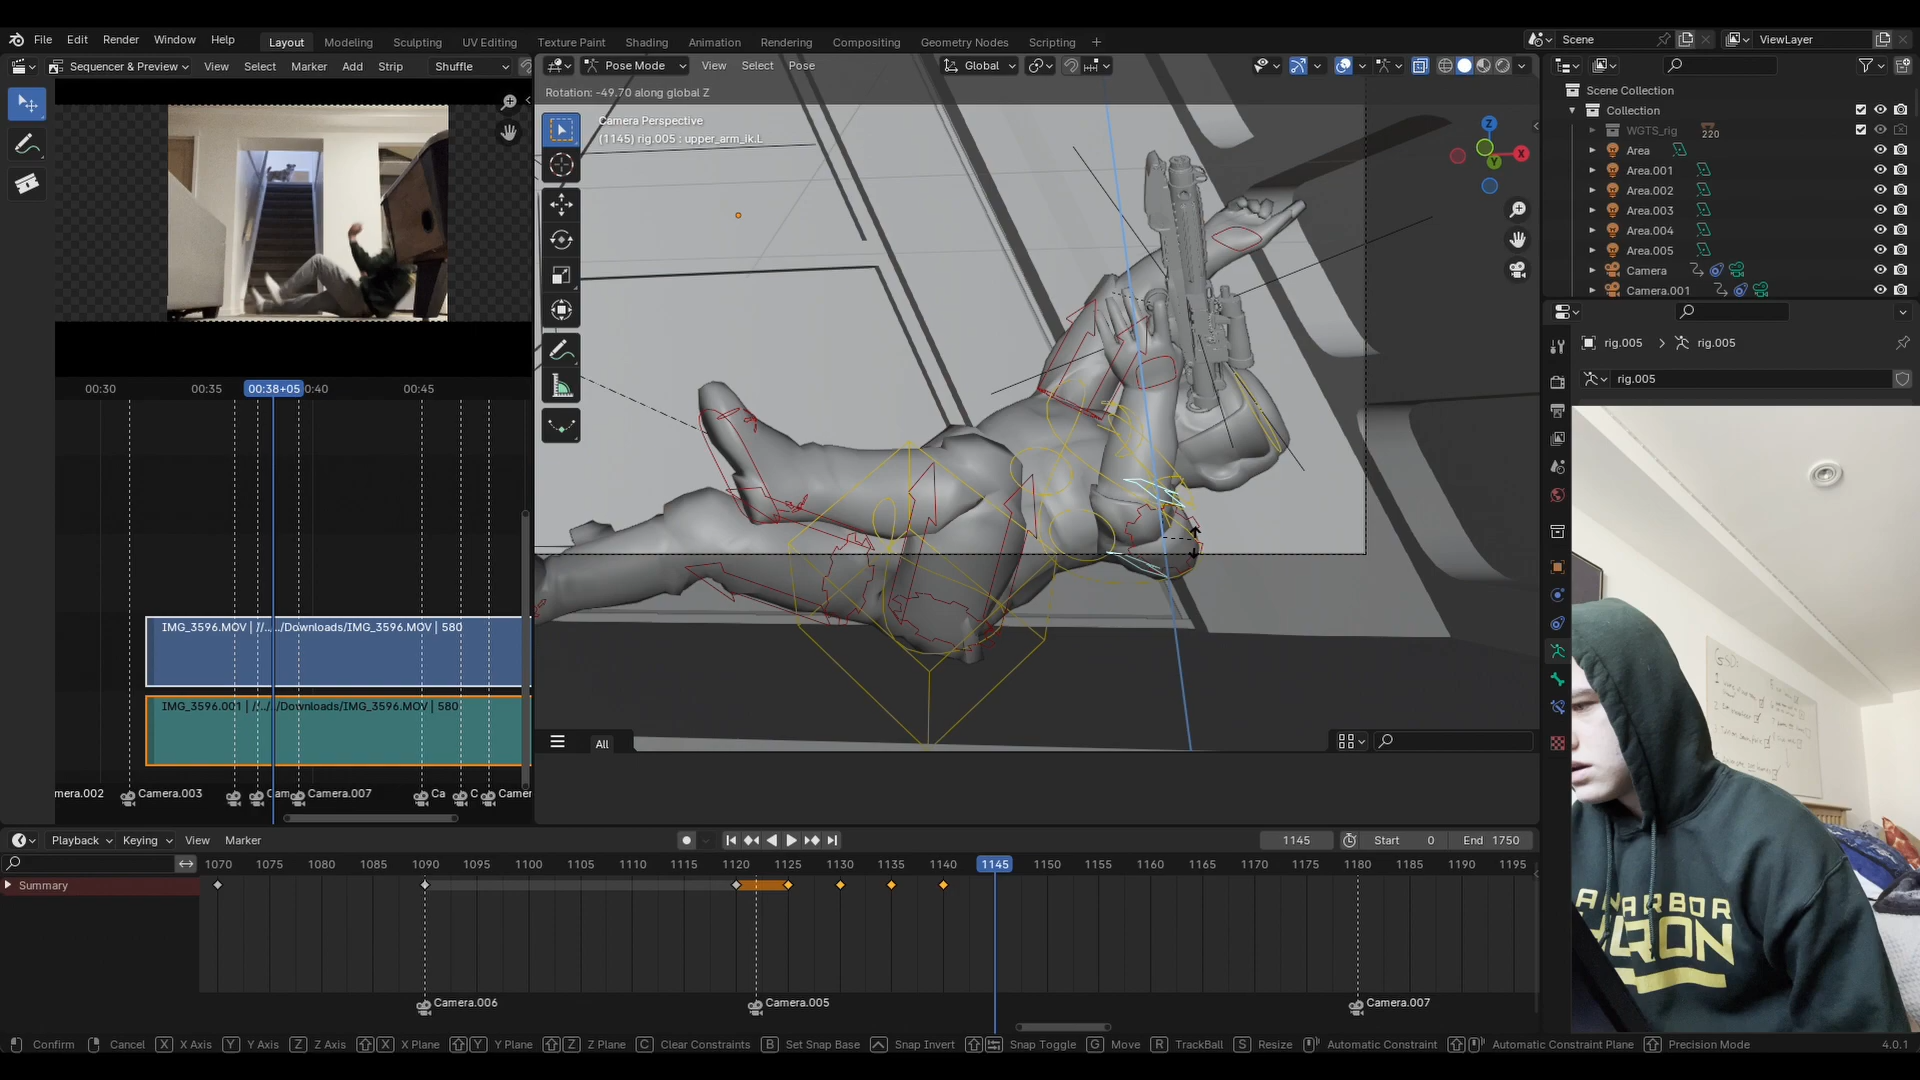 File Edit Render Window Help Layout Modeling Sculpting UV Editing Texture Paint Shading Animation Rendering Compositing Geometry Nodes Scripting Scene ViewLayer
Sequencer & Preview View Select Marker Add Strip Shuffle Pose Mode View Select Pose Global
Rotation: -49.70 along global Z
Camera Perspective
(1145) rig.005 : upper_arm_ik.L
Z
X
Y
Scene Collection
Collection
WGTS_rig 220
Area
Area.001
Area.002
Area.003
Area.004
Area.005
Camera
Camera.001
rig.005 > rig.005
rig.005
00:30 00:35 00:38+05 0:40 00:45
IMG_3596.MOV | //../../Downloads/IMG_3596.MOV | 580
IMG_3596.001 | //../../Downloads/IMG_3596.MOV | 580
mera.002 Camera.003 Cam Camera.007 Ca C Camer
All
Playback Keying View Marker 1145 Start 0 End 1750
1070 1075 1080 1085 1090 1095 1100 1105 1110 1115 1120 1125 1130 1135 1140 1145 1150 1155 1160 1165 1170 1175 1180 1185 1190 1195
Summary
Camera.006 Camera.005 Camera.007
Confirm Cancel X X Axis Y Y Axis Z Z Axis X X Plane Y Y Plane Z Z Plane C Clear Constraints B Set Snap Base Snap Invert Snap Toggle G Move R TrackBall S Resize Automatic Constraint Automatic Constraint Plane Precision Mode 4.0.1
ARBOR